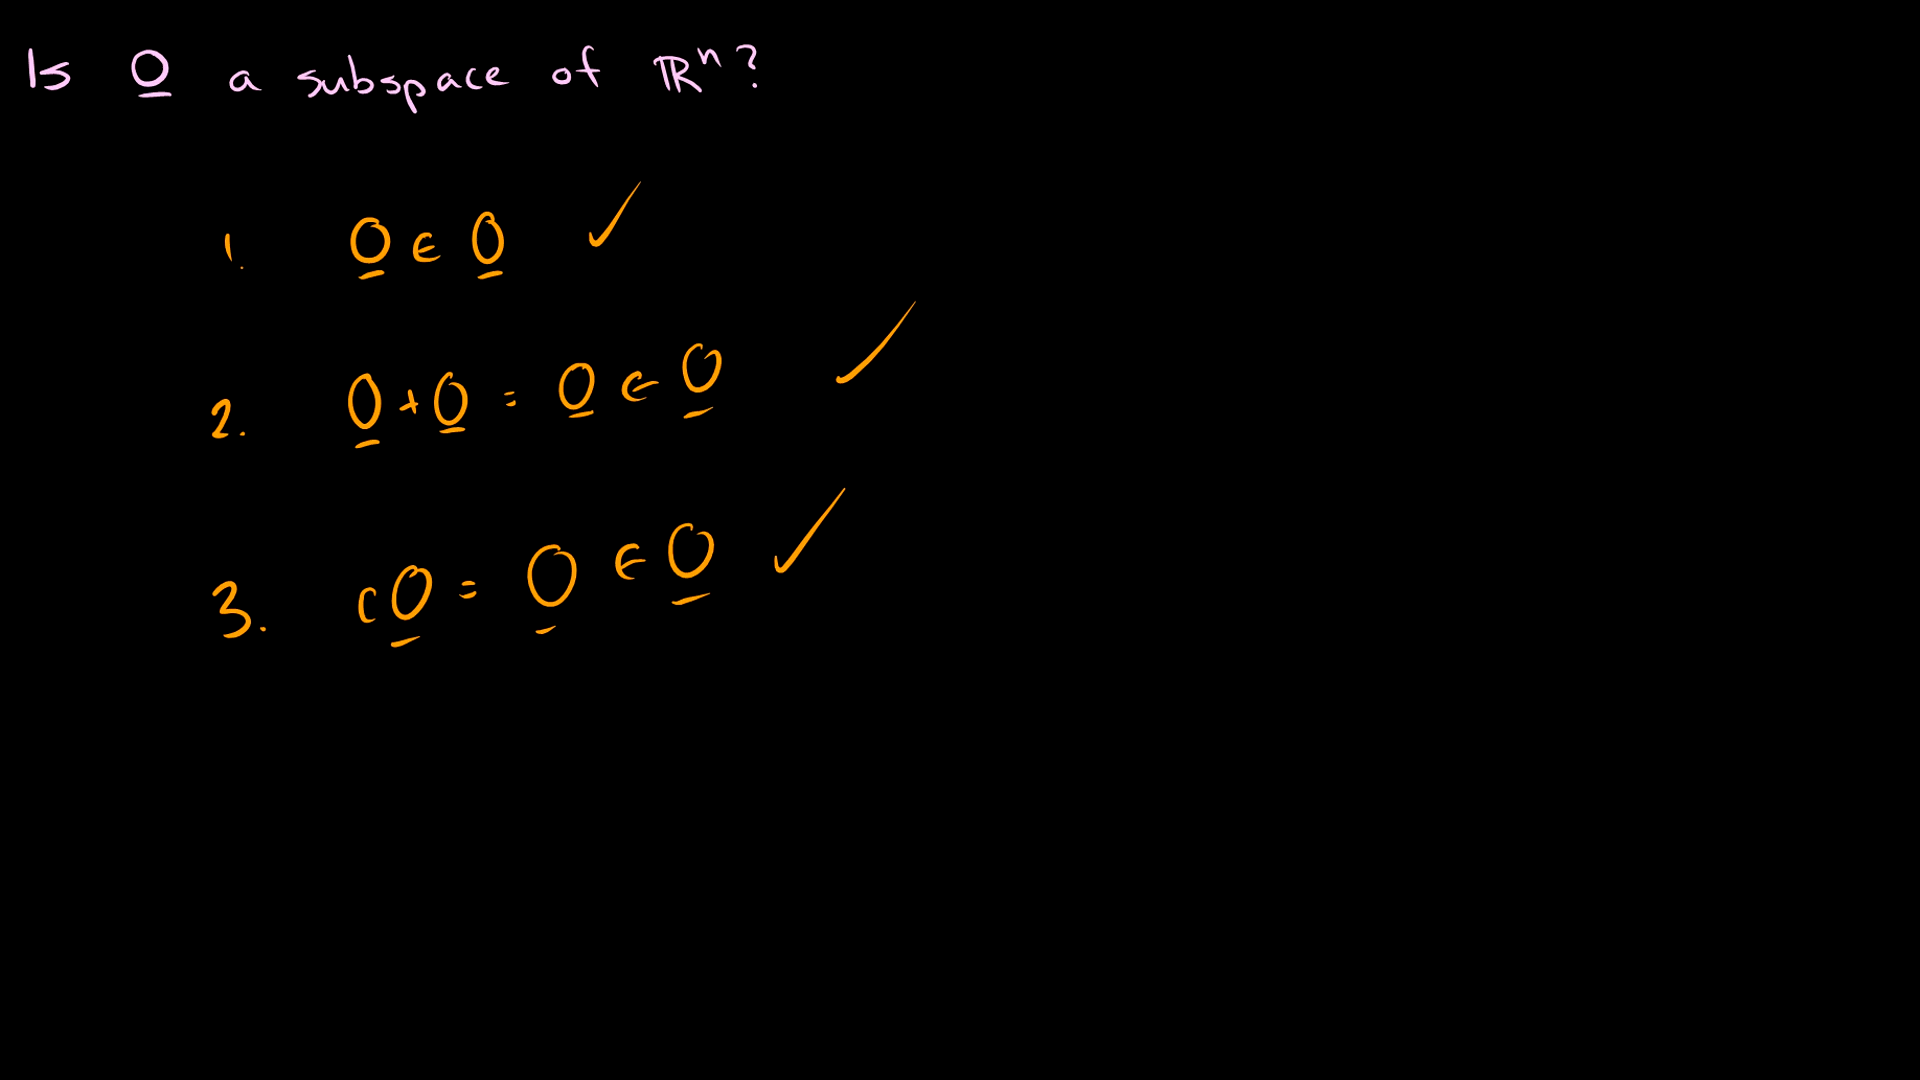 Is 0 a subspace of ℝⁿ?
1. 0 ∈ 0 ✓
2. 0 + 0 = 0 ∈ 0 ✓
3. c0 = 0 ∈ 0 ✓